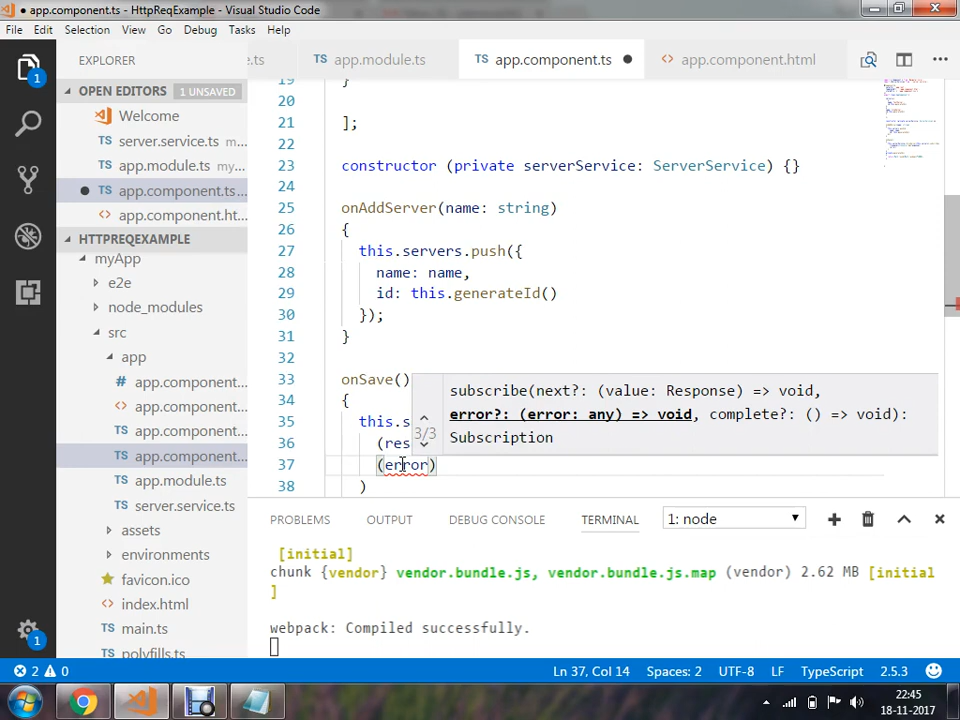 ● app.component.ts - HttpReqExample - Visual Studio Code
File Edit Selection View Go Debug Tasks Help
EXPLORER
e.ts
TS app.module.ts
TS app.component.ts ●
<> app.component.html
OPEN EDITORS 1 UNSAVED
Welcome
TS server.service.ts m...
TS app.module.ts my...
● TS app.component.ts...
<> app.component.ht...
HTTPREQEXAMPLE
myApp
e2e
node_modules
src
app
# app.component...
<> app.component...
TS app.component...
TS app.component...
TS app.module.ts
TS server.service.ts
assets
environments
favicon.ico
index.html
TS main.ts
TS polyfills.ts
1
1
19 }
20
21 ];
22
23 constructor (private serverService: ServerService) {}
24
25 onAddServer(name: string)
26 {
27 this.servers.push({
28 name: name,
29 id: this.generateId()
30 });
31 }
32
33 onSave()
34 {
35 this.s
36 (res
37 (error)
38 )
3/3
subscribe(next?: (value: Response) => void,
error?: (error: any) => void, complete?: () => void):
Subscription
PROBLEMS OUTPUT DEBUG CONSOLE TERMINAL 1: node
[initial]
chunk {vendor} vendor.bundle.js, vendor.bundle.js.map (vendor) 2.62 MB [initial
]
webpack: Compiled successfully.
2 0 Ln 37, Col 14 Spaces: 2 UTF-8 LF TypeScript 2.5.3
22:45
18-11-2017